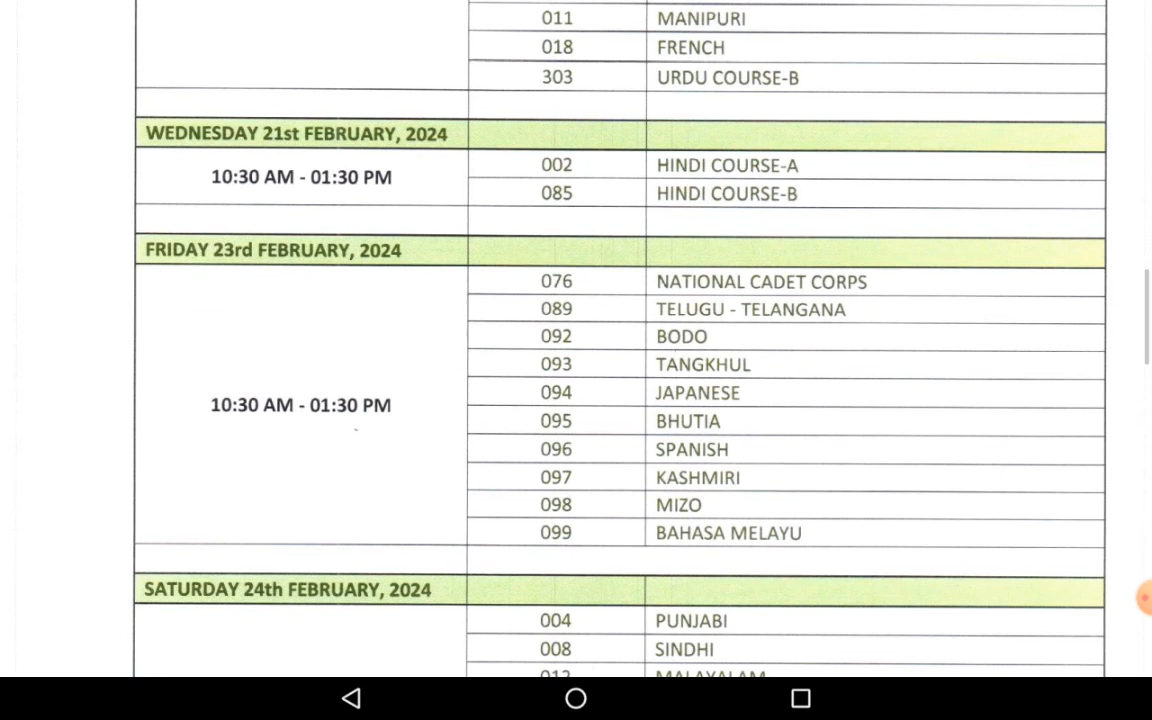 011 MANIPURI
018 FRENCH
303 URDU COURSE-B
WEDNESDAY 21st FEBRUARY, 2024
10:30 AM - 01:30 PM
002 HINDI COURSE-A
085 HINDI COURSE-B
FRIDAY 23rd FEBRUARY, 2024
10:30 AM - 01:30 PM
076 NATIONAL CADET CORPS
089 TELUGU - TELANGANA
092 BODO
093 TANGKHUL
094 JAPANESE
095 BHUTIA
096 SPANISH
097 KASHMIRI
098 MIZO
099 BAHASA MELAYU
SATURDAY 24th FEBRUARY, 2024
004 PUNJABI
008 SINDHI
012 MALAYALAM